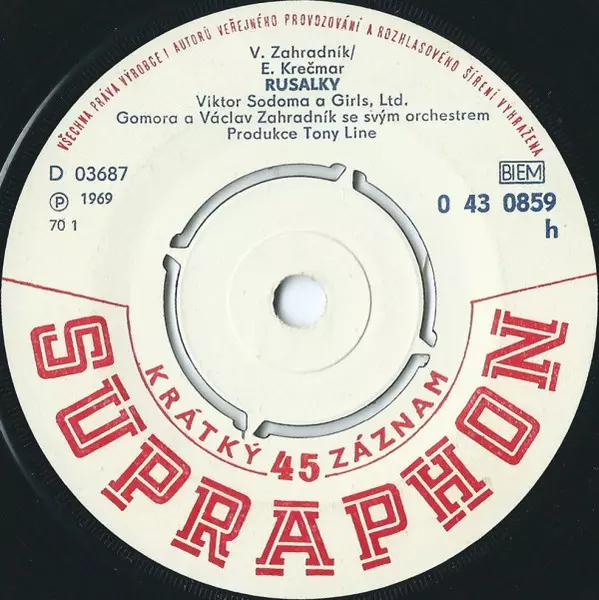 VŠECHNA PRÁVA VÝROBCE I AUTORŮ VEŘEJNÉHO PROVOZOVÁNÍ A ROZHLASOVÉHO ŠÍŘENÍ VYHRAZENA
V. Zahradník/
E. Krečmar
RUSALKY
Viktor Sodoma a Girls, Ltd.
Gomora a Václav Zahradník se svým orchestrem
Produkce Tony Line
D 03687
BIEM
Ⓟ 1969
0 43 0859
70 1
h
KRÁTKÝ 45 ZÁZNAM
SUPRAPHON